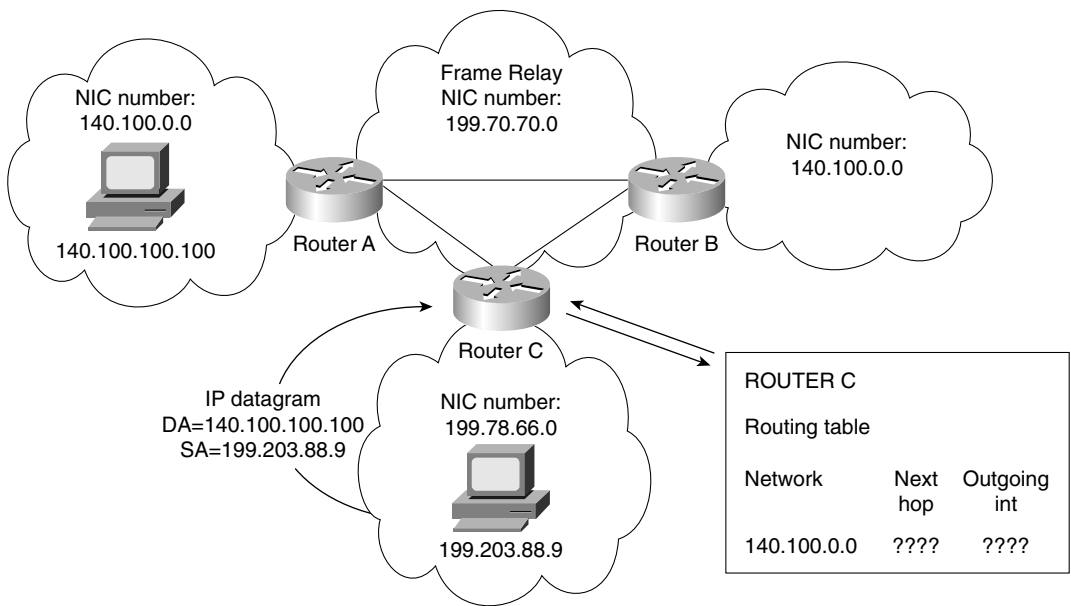 Frame Relay
NIC number:
199.70.70.0
NIC number:
140.100.0.0
140.100.100.100
NIC number:
140.100.0.0
Router A
Router B
Router C
IP datagram
DA=140.100.100.100
SA=199.203.88.9
NIC number:
199.78.66.0
199.203.88.9
ROUTER C
Routing table
Network Next hop Outgoing int
140.100.0.0 ???? ????